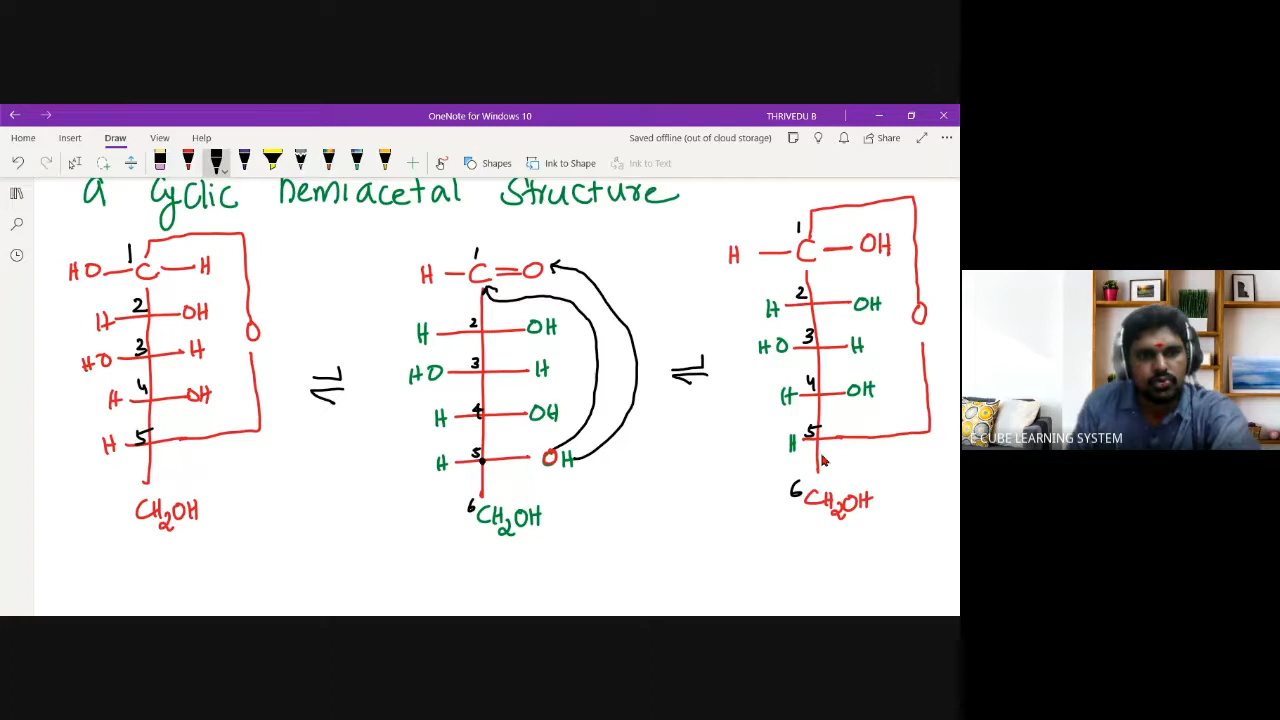 OneNote for Windows 10
THRIVEDU B
Home Insert Draw View Help
Saved offline (out of cloud storage)
Share
Shapes Ink to Shape Ink to Text
A Cyclic Hemiacetal Structure
HO C H 1
H 2 OH
HO 3 H
H 4 OH
H 5
O
CH2OH
⇌
H C=O 1
H 2 OH
HO 3 H
H 4 OH
H 5 OH
6 CH2OH
⇌
H C OH 1
H 2 OH
HO 3 H
H 4 OH
H 5
O
6 CH2OH
E CUBE LEARNING SYSTEM